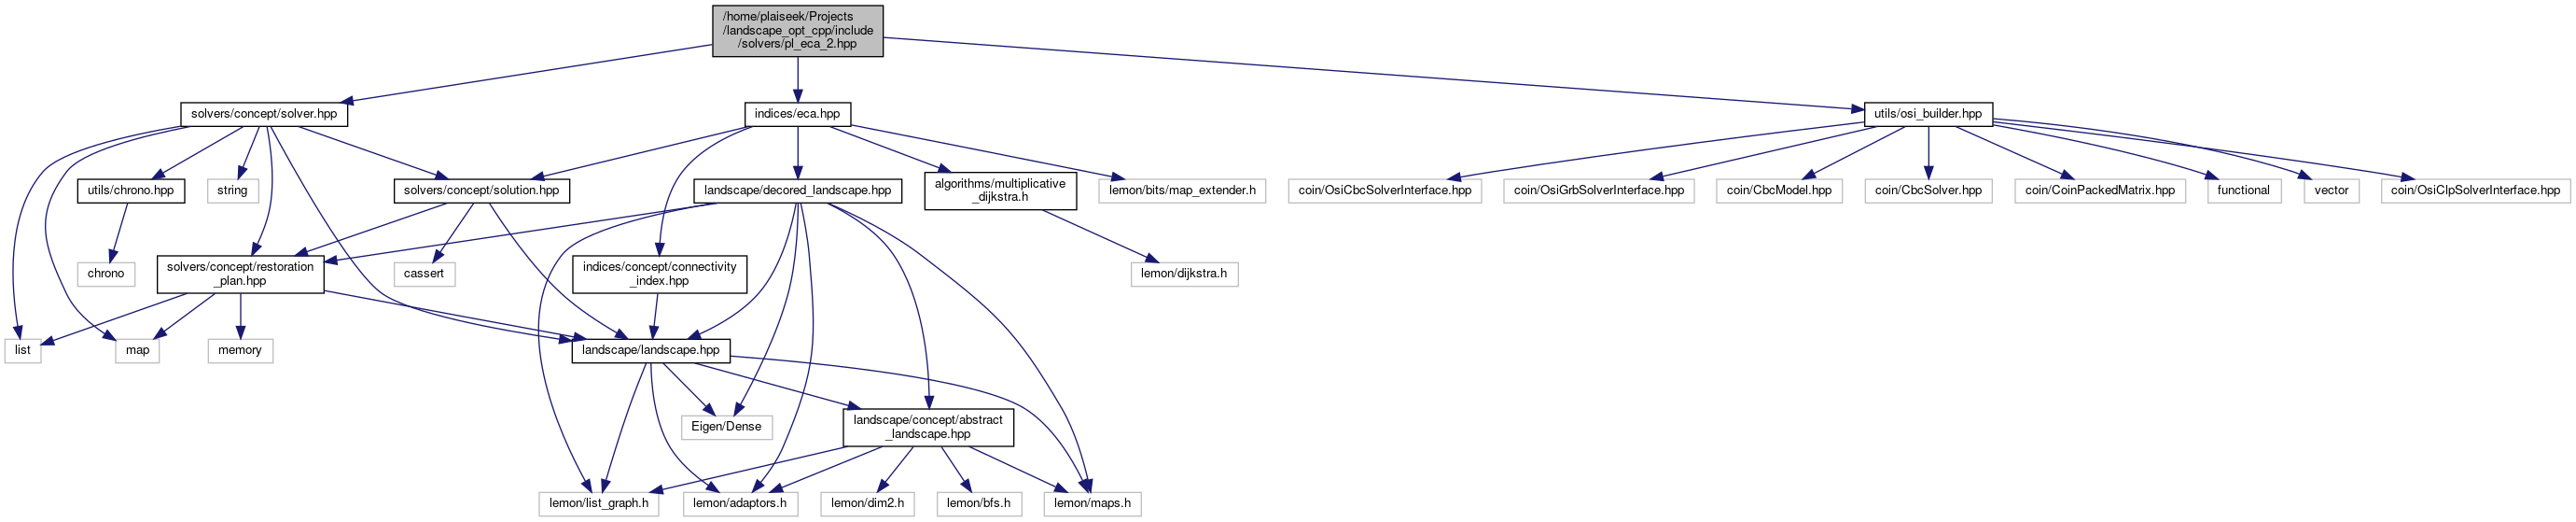 /home/plaiseek/Projects
/landscape_opt_cpp/include
/solvers/pl_eca_2.hpp
solvers/concept/solver.hpp
indices/eca.hpp
utils/osi_builder.hpp
utils/chrono.hpp
string
solvers/concept/solution.hpp
landscape/decored_landscape.hpp
algorithms/multiplicative
_dijkstra.h
lemon/bits/map_extender.h
coin/OsiCbcSolverInterface.hpp
coin/OsiGrbSolverInterface.hpp
coin/CbcModel.hpp
coin/CbcSolver.hpp
coin/CoinPackedMatrix.hpp
functional
vector
coin/OsiClpSolverInterface.hpp
chrono
solvers/concept/restoration
_plan.hpp
cassert
indices/concept/connectivity
_index.hpp
lemon/dijkstra.h
list
map
memory
landscape/landscape.hpp
Eigen/Dense
landscape/concept/abstract
_landscape.hpp
lemon/list_graph.h
lemon/adaptors.h
lemon/dim2.h
lemon/bfs.h
lemon/maps.h